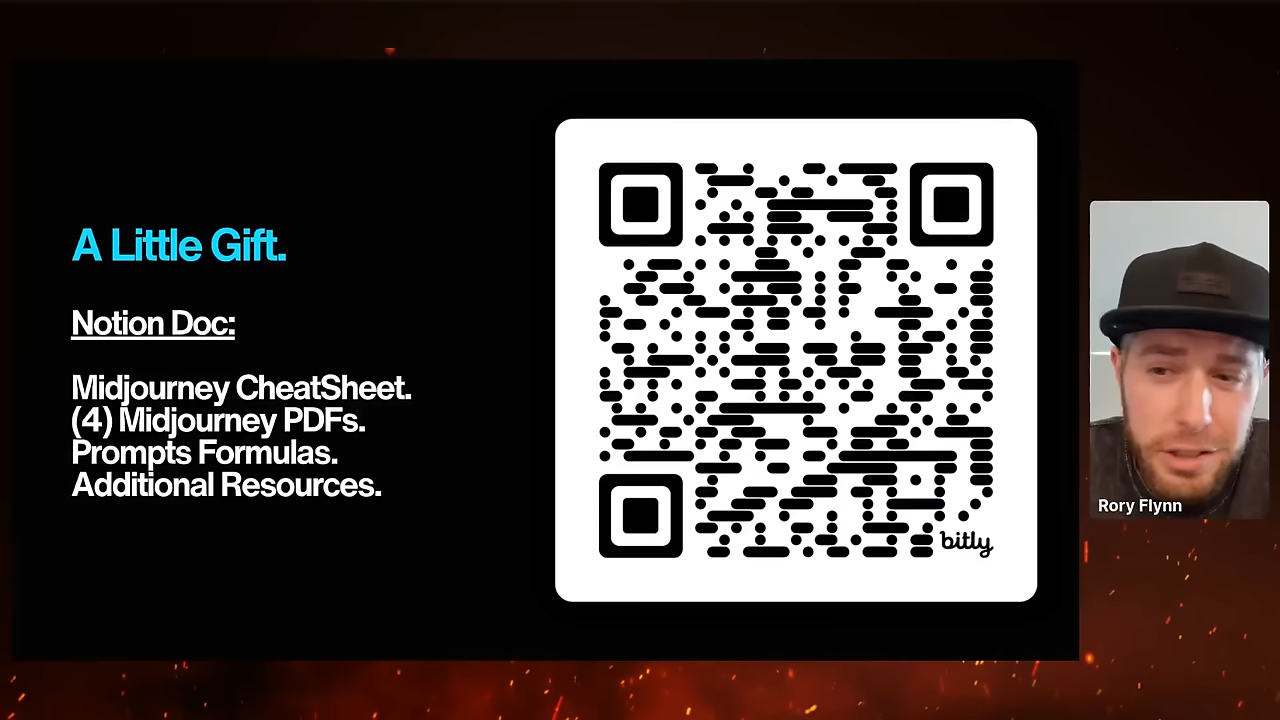 A Little Gift.
Notion Doc:
Midjourney CheatSheet.
(4) Midjourney PDFs.
Prompts Formulas.
Additional Resources.
bitly
Rory Flynn